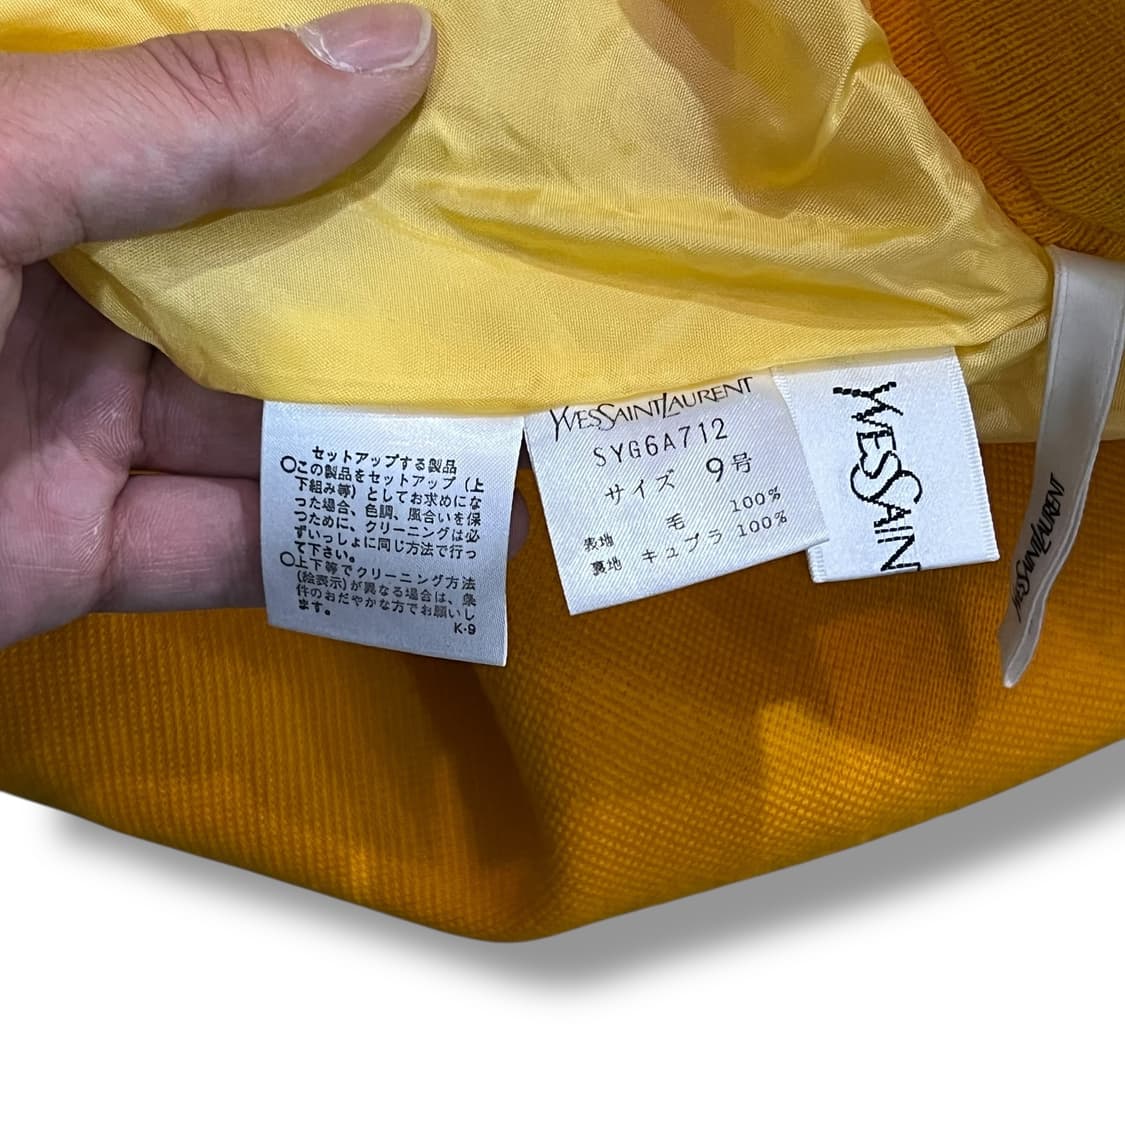 セットアップする製品
○この製品をセットアップ（上
下組み等）としてお求めにな
った場合、色調、風合いを保
つために、クリーニングは必
ずいっしょに同じ方法で行っ
て下さい。
○上下等でクリーニング方法
(絵表示)が異なる場合は、条
件のおだやかな方でお願いし
ます。
K-9
YVESSAINTLAURENT
SYG6A712
サイズ 9号
表地 毛 100%
裏地 キュプラ 100%
YVESSAIN
YVESSAINTLAURENT